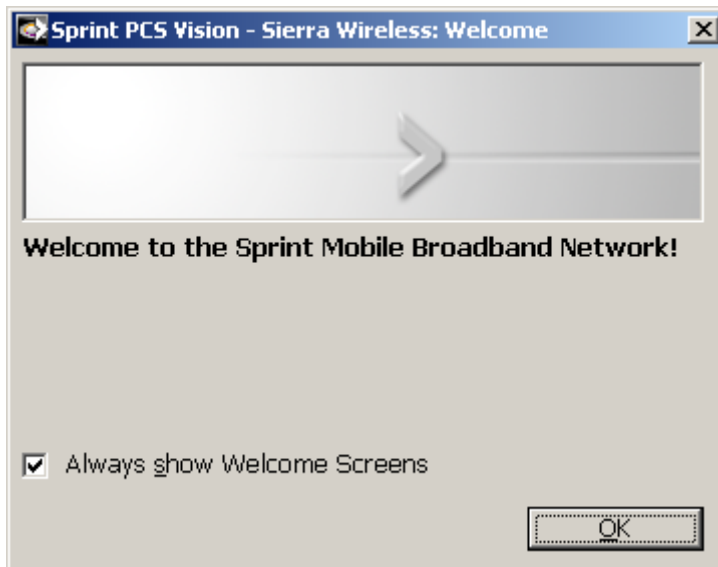 Sprint PCS Vision - Sierra Wireless: Welcome
Welcome to the Sprint Mobile Broadband Network!
Always show Welcome Screens
OK